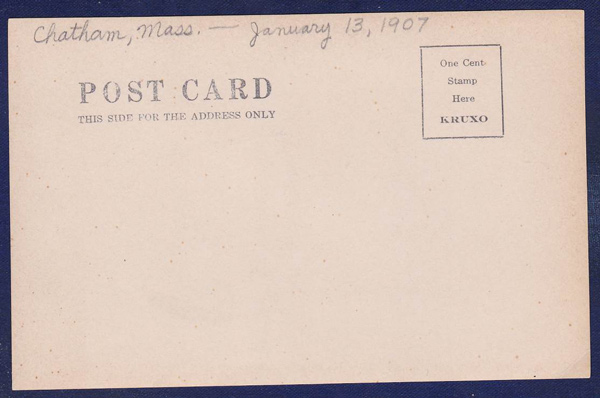 Chatham, Mass. — January 13, 1907
POST CARD
THIS SIDE FOR THE ADDRESS ONLY
One Cent
Stamp
Here
KRUXO